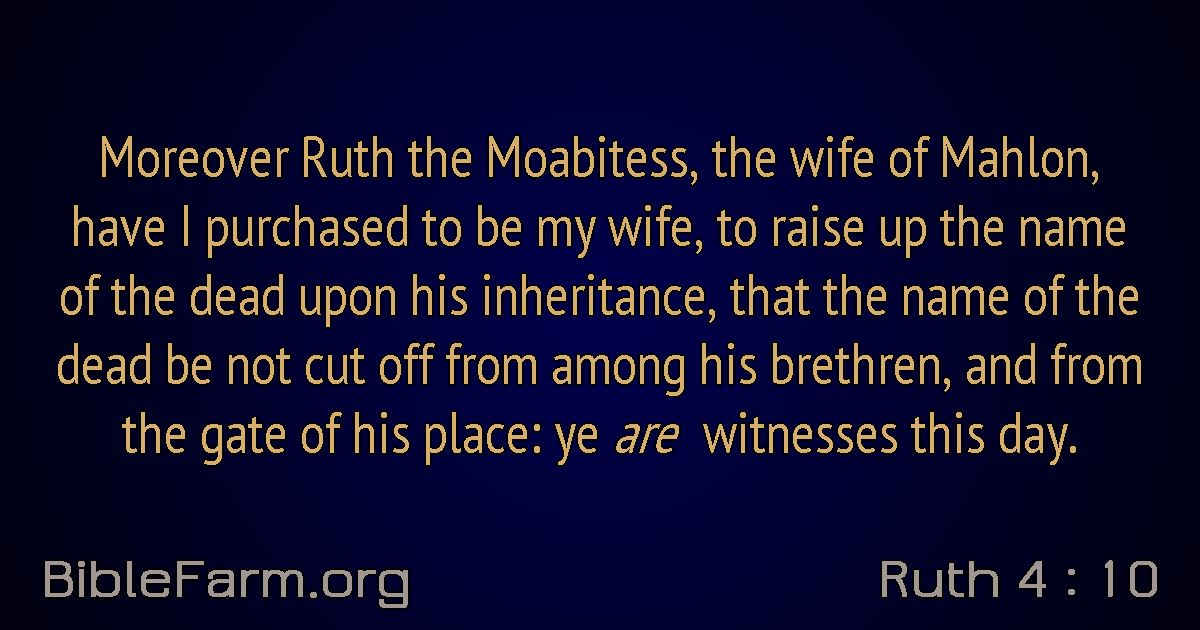 Moreover Ruth the Moabitess, the wife of Mahlon,
have I purchased to be my wife, to raise up the name
of the dead upon his inheritance, that the name of the
dead be not cut off from among his brethren, and from
the gate of his place: ye are witnesses this day.
BibleFarm.org
Ruth 4 : 10